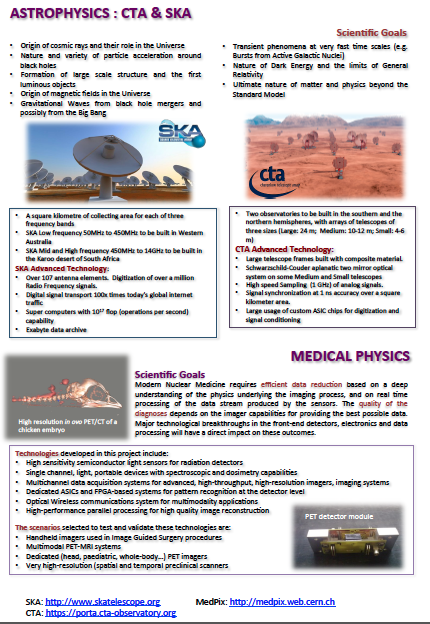 ASTROPHYSICS : CTA & SKA
Scientific Goals
• Origin of cosmic rays and their role in the Universe
• Nature and variety of particle acceleration around
black holes
• Formation of large scale structure and the first
luminous objects
• Origin of magnetic fields in the Universe
• Gravitational Waves from black hole mergers and
possibly from the Big Bang
• Transient phenomena at very fast time scales (e.g.
Bursts from Active Galactic Nuclei)
• Nature of Dark Energy and the limits of General
Relativity
• Ultimate nature of matter and physics beyond the
Standard Model
SKA
cta
cherenkov telescope array
• A square kilometre of collecting area for each of three
frequency bands
• SKA Low frequency 50MHz to 450MHz to be built in Western
Australia
• SKA Mid and High frequency 450MHz to 14GHz to be built in
the Karoo desert of South Africa
SKA Advanced Technology:
• Over 107 antenna elements. Digitization of over a million
Radio Frequency signals.
• Digital signal transport 100x times today's global internet
traffic
• Super computers with 10¹⁷ flop (operations per second)
capability
• Exabyte data archive
• Two observatories to be built in the southern and the
northern hemispheres, with arrays of telescopes of
three sizes (Large: 24 m; Medium: 10-12 m; Small: 4-6
m)
CTA Advanced Technology:
• Large telescope frames built with composite material.
• Schwarzschild-Couder aplanatic two mirror optical
system on some Medium and Small telescopes
• High speed Sampling (1 GHz) of analog signals.
• Signal synchronization at 1 ns accuracy over a square
kilometer area.
• Large usage of custom ASIC chips for digitization and
signal conditioning
MEDICAL PHYSICS
Scientific Goals
Modern Nuclear Medicine requires efficient data reduction based on a deep
understanding of the physics underlying the imaging process, and on real time
processing of the data stream produced by the sensors. The quality of the
diagnoses depends on the imager capabilities for providing the best possible data.
Major technological breakthroughs in the front-end detectors, electronics and data
processing will have a direct impact on these outcomes.
High resolution in ovo PET/CT of a
chicken embryo
Technologies developed in this project include:
• High sensitivity semiconductor light sensors for radiation detectors
• Single channel, light, portable devices with spectroscopic and dosimetry capabilities
• Multichannel data acquisition systems for advanced, high-throughput, high-resolution imagers, imaging systems
• Dedicated ASICs and FPGA-based systems for pattern recognition at the detector level
• Optical Wireless communications system for multimodality applications
• High-performance parallel processing for high quality image reconstruction
The scenarios selected to test and validate these technologies are:
• Handheld imagers used in Image Guided Surgery procedures
• Multimodal PET-MRI systems
• Dedicated (head, paediatric, whole-body...) PET imagers
• Very high-resolution (spatial and temporal preclinical scanners
PET detector module
SKA: http://www.skatelescope.org MedPix: http://medpix.web.cern.ch
CTA: https://porta.cta-observatory.org